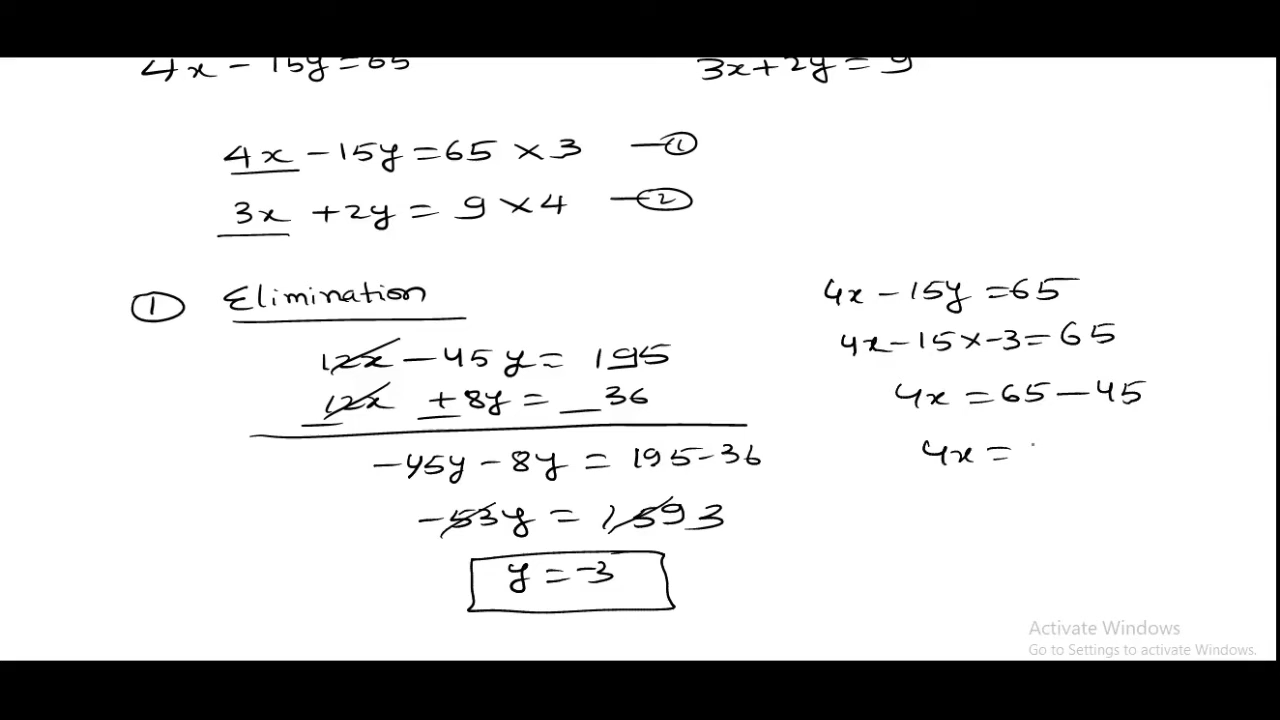 4x - 15y = 65
3x + 2y = 9
4x - 15y = 65 × 3 — ①
3x + 2y = 9 × 4 — ②
① Elimination
12x - 45y = 195
12x + 8y = 36
-45y - 8y = 195 - 36
-53y = 159 3
y = -3
4x - 15y = 65
4x - 15 × -3 = 65
4x = 65 - 45
4x =
Activate Windows
Go to Settings to activate Windows.